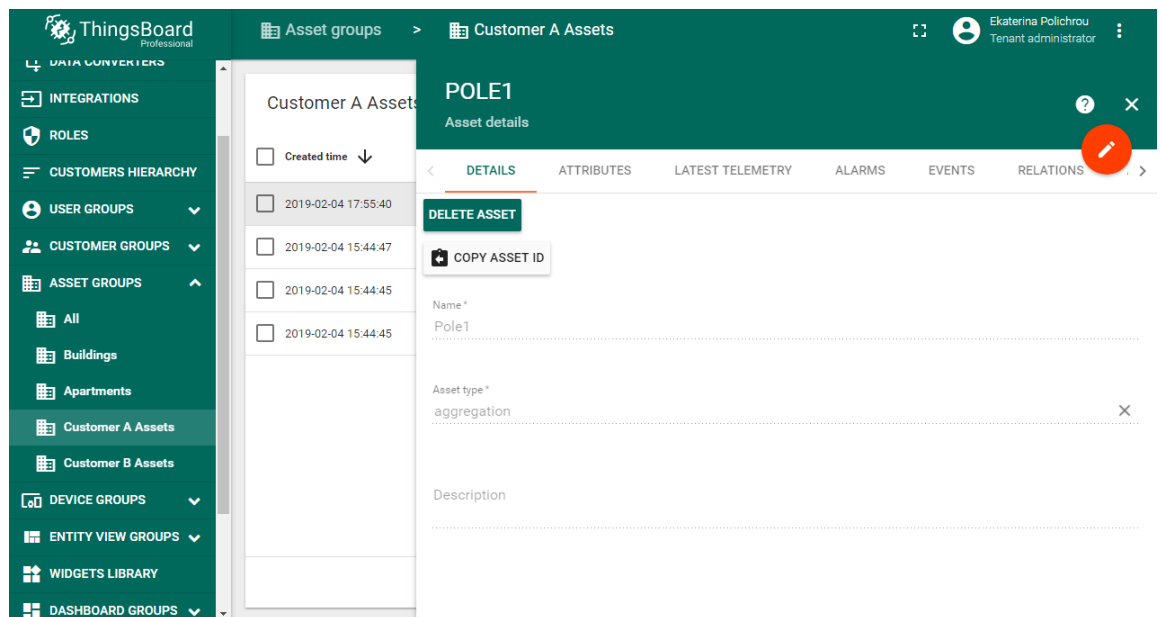 ThingsBoard
Professional
Asset groups > Customer A Assets
Ekaterina Polichrou
Tenant administrator
DATA CONVERTERS
INTEGRATIONS
ROLES
CUSTOMERS HIERARCHY
USER GROUPS
CUSTOMER GROUPS
ASSET GROUPS
All
Buildings
Apartments
Customer A Assets
Customer B Assets
DEVICE GROUPS
ENTITY VIEW GROUPS
WIDGETS LIBRARY
DASHBOARD GROUPS
Customer A Assets
Created time
2019-02-04 17:55:40
2019-02-04 15:44:47
2019-02-04 15:44:45
2019-02-04 15:44:45
POLE1
Asset details
DETAILS ATTRIBUTES LATEST TELEMETRY ALARMS EVENTS RELATIONS
DELETE ASSET
COPY ASSET ID
Name *
Pole1
Asset type *
aggregation
Description